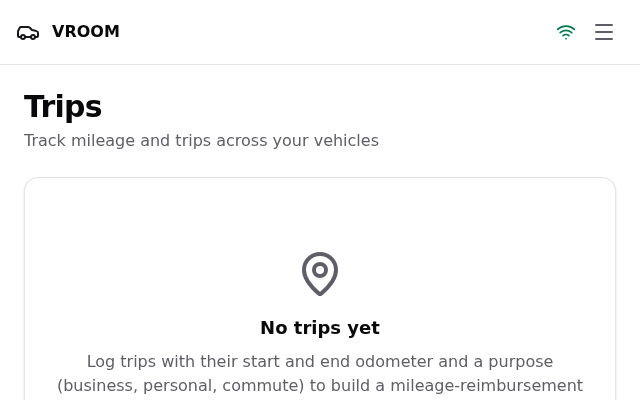 VROOM
Trips
Track mileage and trips across your vehicles
No trips yet
Log trips with their start and end odometer and a purpose
(business, personal, commute) to build a mileage-reimbursement